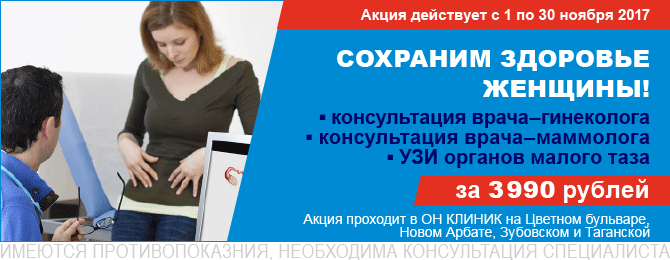 Акция действует с 1 по 30 ноября 2017
СОХРАНИМ ЗДОРОВЬЕ
ЖЕНЩИНЫ!
▪ консультация врача–гинеколога
▪ консультация врача–маммолога
▪ УЗИ органов малого таза
за 3990 рублей
Акция проходит в ОН КЛИНИК на Цветном бульваре,
Новом Арбате, Зубовском и Таганской
ИМЕЮТСЯ ПРОТИВОПОКАЗНИЯ, НЕОБХОДИМА КОНСУЛЬТАЦИЯ СПЕЦИАЛИСТА